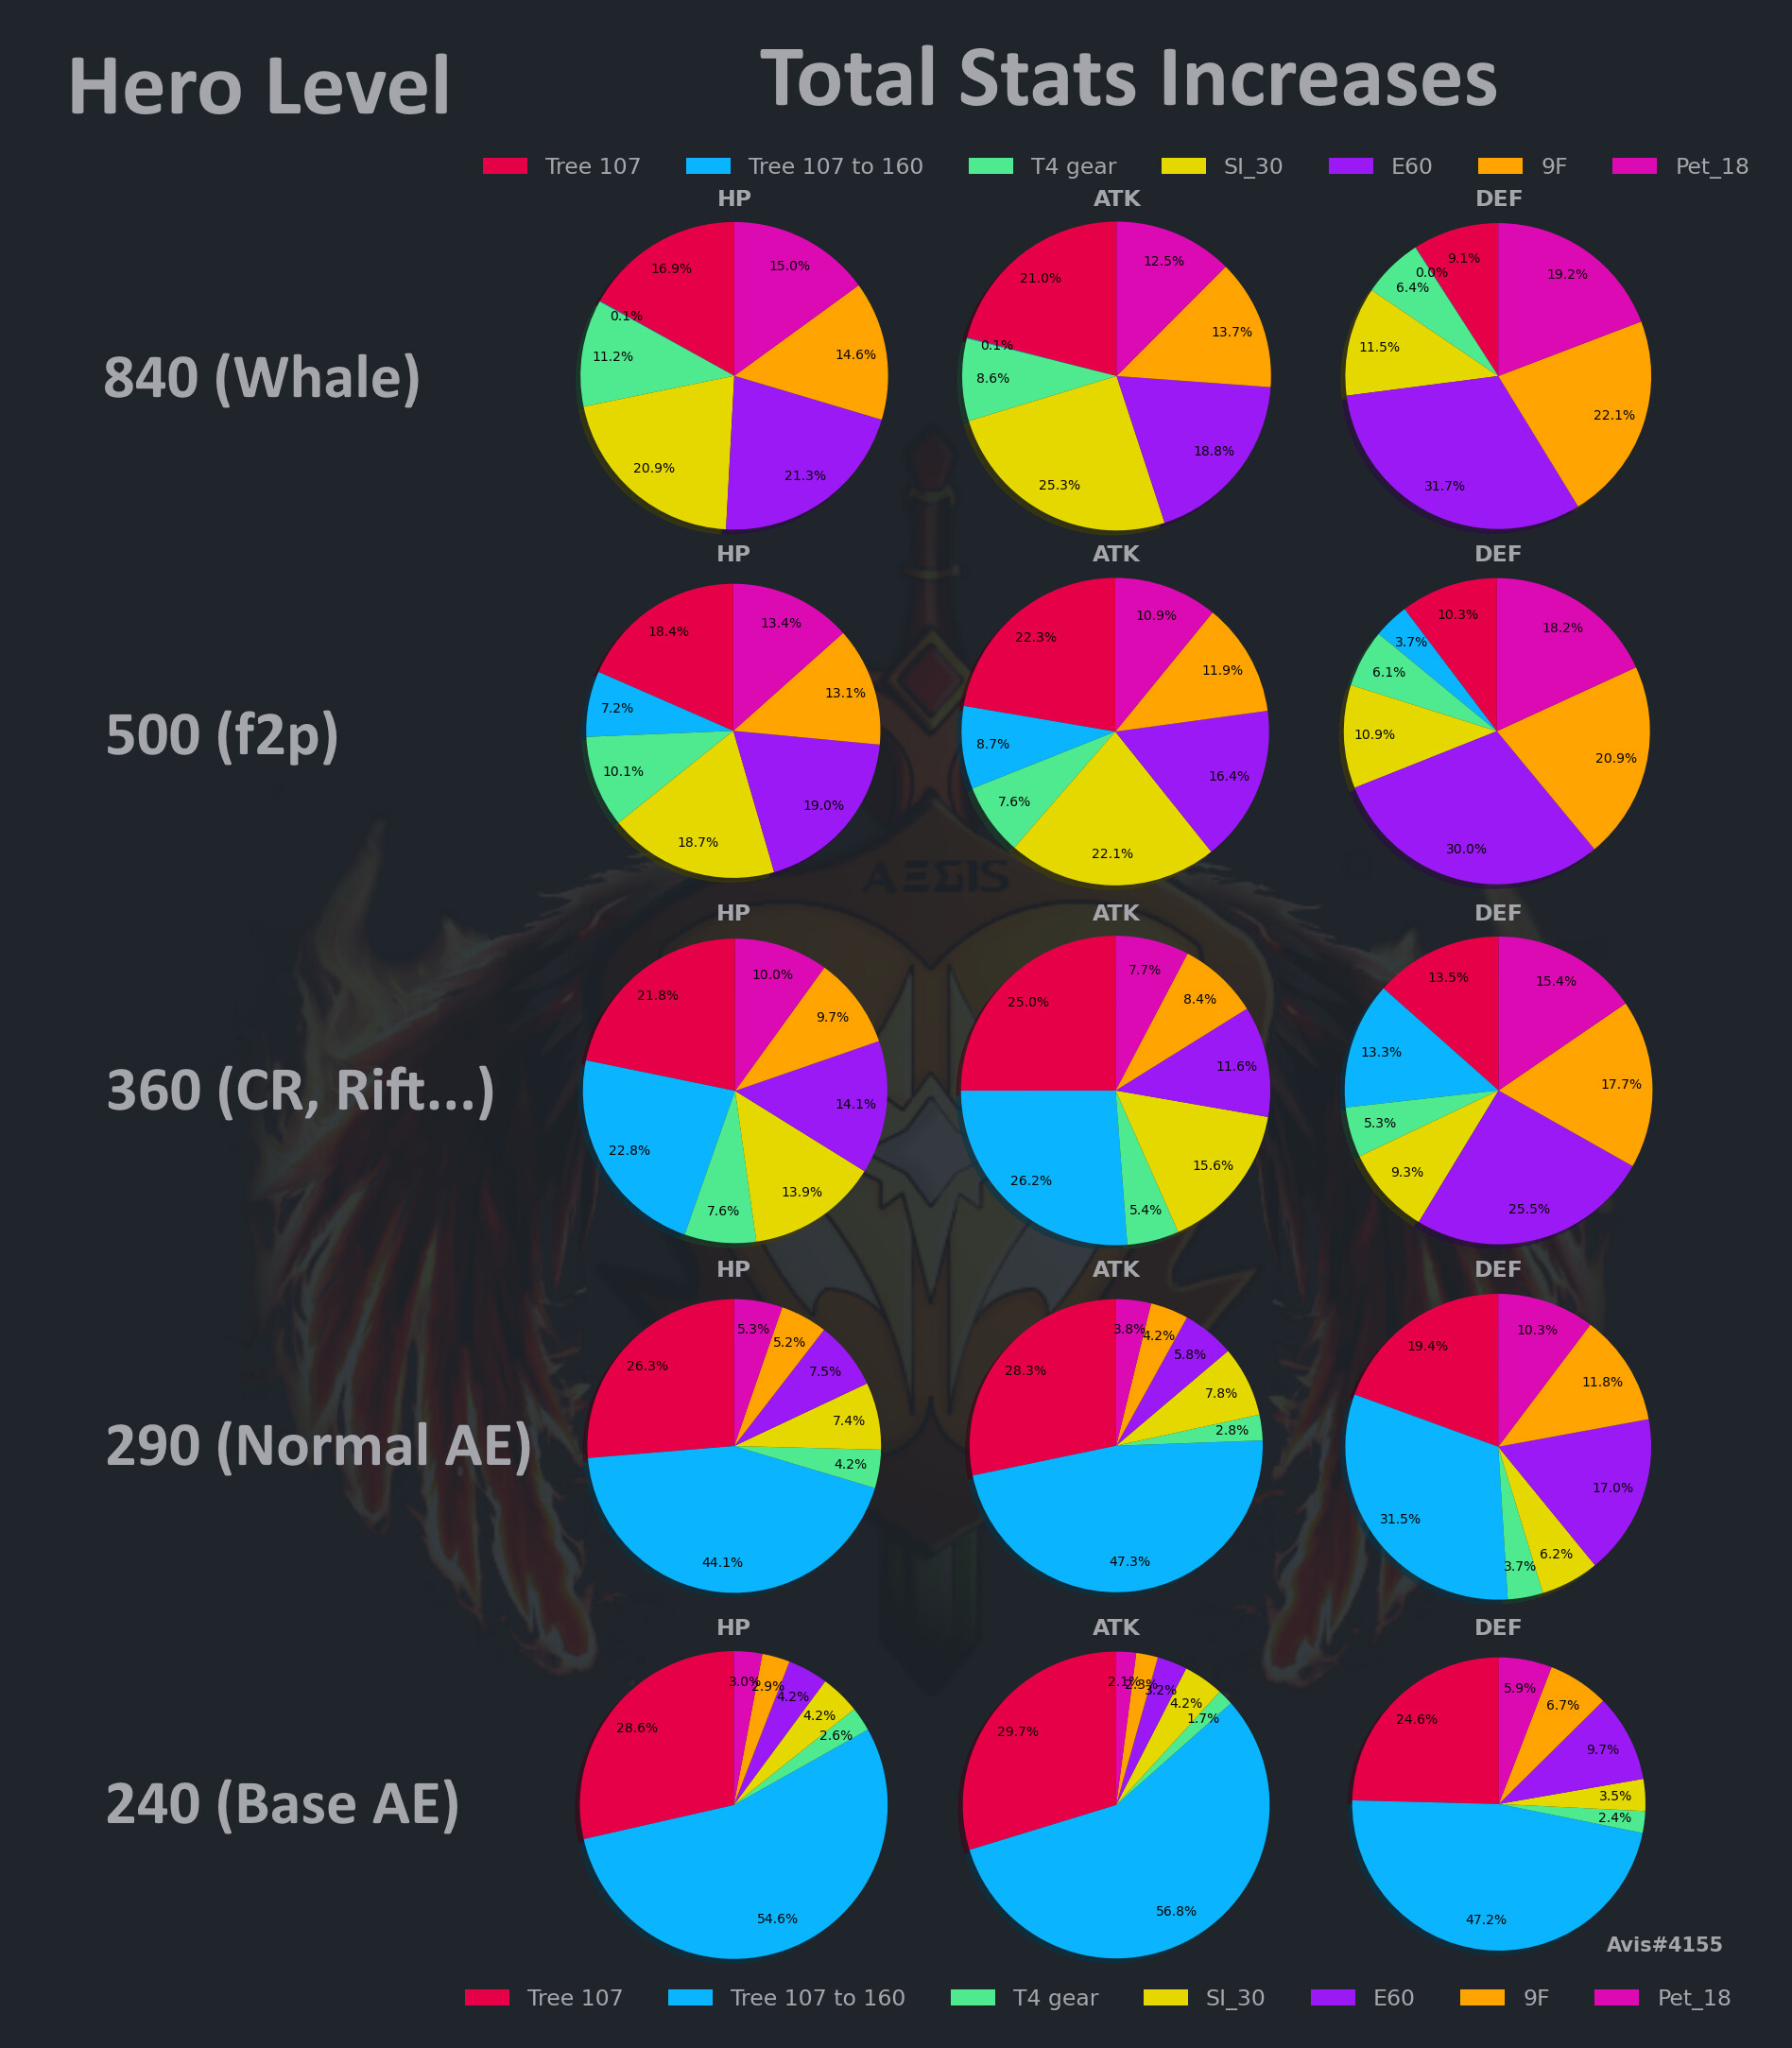 Hero Level
Total Stats Increases
Tree 107 Tree 107 to 160 T4 gear SI_30 E60 9F Pet_18
HP ATK DEF
840 (Whale)
16.9% 0.1% 11.2% 20.9% 21.3% 14.6% 15.0%
21.0% 0.1% 8.6% 25.3% 18.8% 13.7% 12.5%
9.1% 0.0% 6.4% 11.5% 31.7% 22.1% 19.2%
HP ATK DEF
500 (f2p)
18.4% 7.2% 10.1% 18.7% 19.0% 13.1% 13.4%
22.3% 8.7% 7.6% 22.1% 16.4% 11.9% 10.9%
10.3% 3.7% 6.1% 10.9% 30.0% 20.9% 18.2%
AΞΣIS
HP ATK DEF
360 (CR, Rift...)
21.8% 22.8% 7.6% 13.9% 14.1% 9.7% 10.0%
25.0% 26.2% 5.4% 15.6% 11.6% 8.4% 7.7%
13.5% 13.3% 5.3% 9.3% 25.5% 17.7% 15.4%
HP ATK DEF
290 (Normal AE)
26.3% 44.1% 4.2% 7.4% 7.5% 5.2% 5.3%
28.3% 47.3% 2.8% 7.8% 5.8% 4.2% 3.8%
19.4% 31.5% 3.7% 6.2% 17.0% 11.8% 10.3%
HP ATK DEF
240 (Base AE)
28.6% 54.6% 2.6% 4.2% 4.2% 2.9% 3.0%
29.7% 56.8% 1.7% 4.2% 3.2% 2.3% 2.1%
24.6% 47.2% 2.4% 3.5% 9.7% 6.7% 5.9%
Avis#4155
Tree 107 Tree 107 to 160 T4 gear SI_30 E60 9F Pet_18